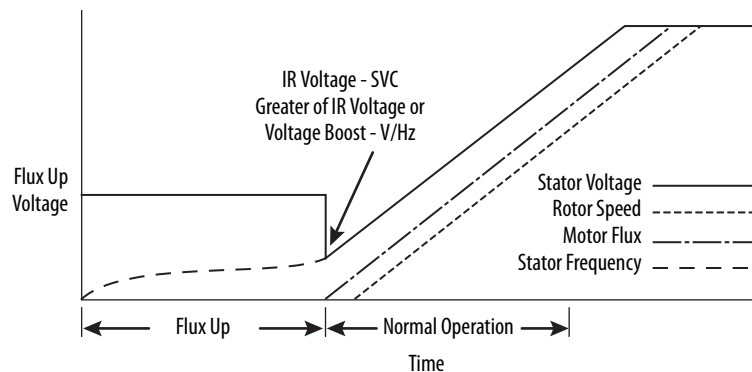 IR Voltage - SVC
Greater of IR Voltage or
Voltage Boost - V/Hz
Flux Up
Voltage
Stator Voltage
Rotor Speed
Motor Flux
Stator Frequency
Flux Up
Normal Operation
Time